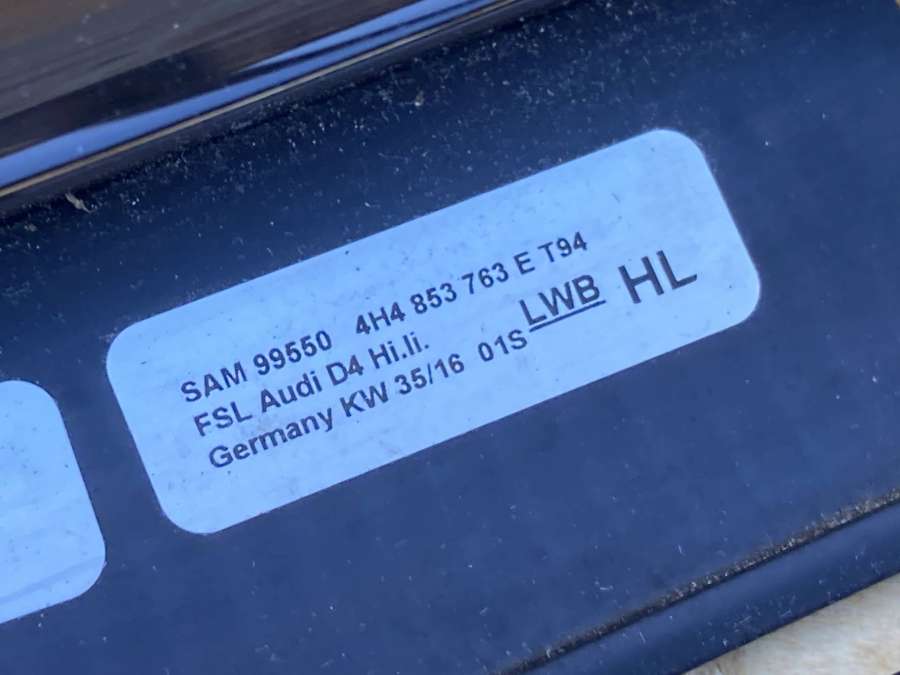 SAM 99550 4H4 853 763 E T94
FSL Audi D4 Hi.li. LWB HL
Germany KW 35/16 01S